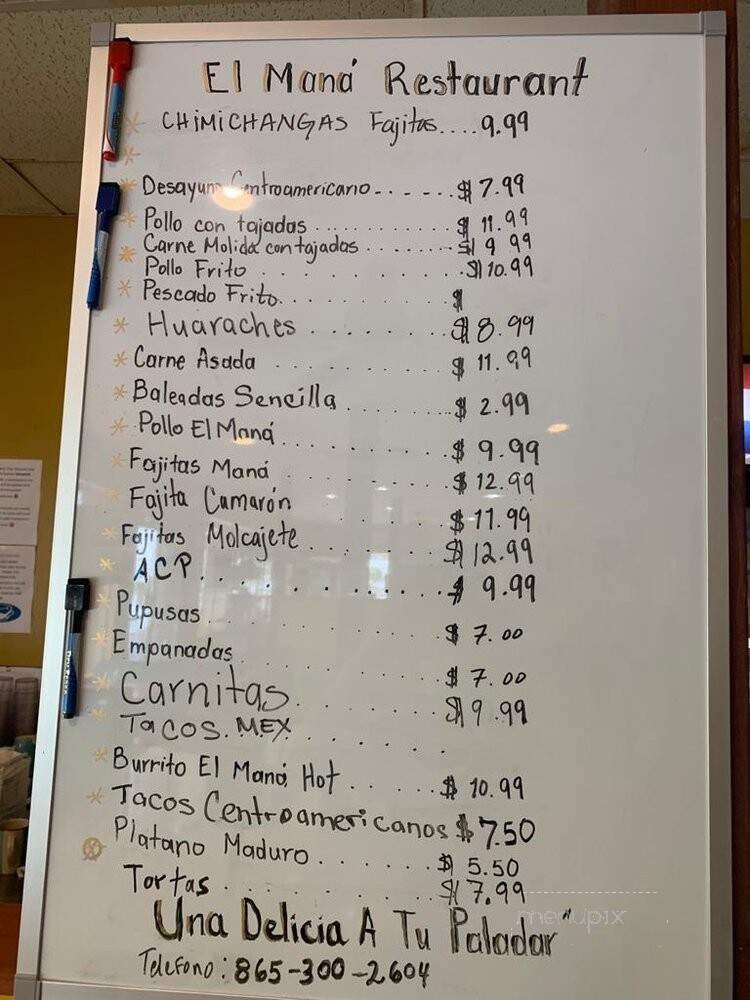 El Maná Restaurant
CHIMICHANGAS Fajitas....9.99
Desayuno Centroamericano - - . - - - $ 7.99
Pollo con tajadas .................. $ 11.99
Carne Molida con tajadas ........- $ 9 99
Pollo Frito . . . . . . . . . . . $ 10.99
Pescado Frito. . . . . . . . . $
Huaraches . . . . . . . $ 8.99
Carne Asada . . . . . . . . . . $ 11.99
Baleadas Sencilla . . . . . ... $ 2.99
Pollo El Maná . . . . . . . . . $ 9.99
Fajitas Maná . . . . . . . . . $ 12.99
Fajita Camarón . . . . . . . $ 11.99
Fajitas Molcajete . . . . . . . $ 12.99
ACP. . . . . . . . . . . . . $ 9.99
Pupusas . . . . . . . . . . $ 7.00
Empanadas . . . . . . . . . $ 7.00
Carnitas. . . . . . . . $ 9.99
Tacos. MEX . . . . . . .
Burrito El Maná Hot . . . ... $ 10.99
Tacos Centroamericanos $ 7.50
Platano Maduro . . . . . . . $ 5.50
Tortas . . . . . . . . . . . $ 7.99
Una Delicia A Tu Paladar"
Telefono: 865-300-2604
menupix